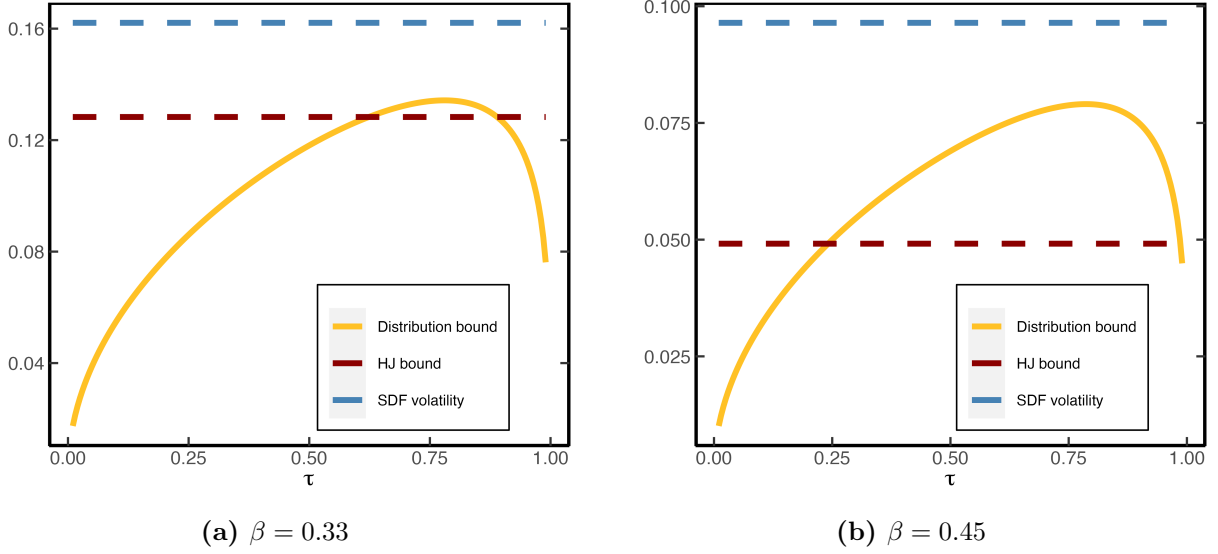 0.16
0.12
0.08
0.04
0.00
0.25
0.50
0.75
1.00
τ
Distribution bound
HJ bound
SDF volatility
(a) β = 0.33
0.100
0.075
0.050
0.025
0.00
0.25
0.50
0.75
1.00
τ
Distribution bound
HJ bound
SDF volatility
(b) β = 0.45